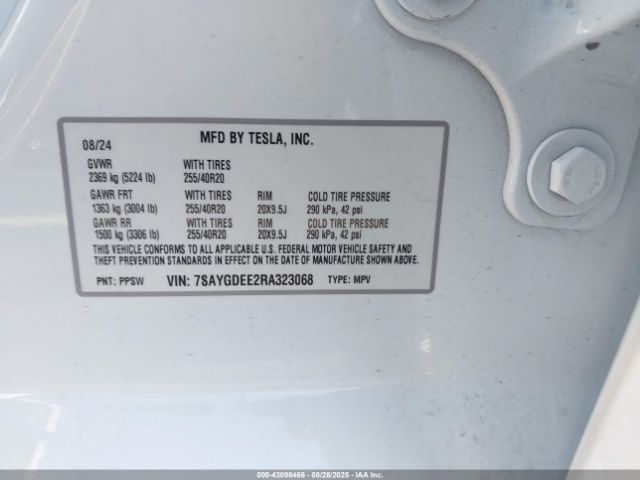 08/24 MFD BY TESLA, INC.
GVWR WITH TIRES
2369 kg (5224 lb) 255/40R20
GAWR FRT WITH TIRES RIM COLD TIRE PRESSURE
1363 kg (3004 lb) 255/40R20 20X9.5J 290 kPa, 42 psi
GAWR RR WITH TIRES RIM COLD TIRE PRESSURE
1500 kg (3306 lb) 255/40R20 20X9.5J 290 kPa, 42 psi
THIS VEHICLE CONFORMS TO ALL APPLICABLE U.S. FEDERAL MOTOR VEHICLE SAFETY AND
THEFT PREVENTION STANDARDS IN EFFECT ON THE DATE OF MANUFACTURE SHOWN ABOVE.
PNT: PPSW VIN: 7SAYGDEE2RA323068 TYPE: MPV
000-43098466 - 08/28/2025 - IAA Inc.